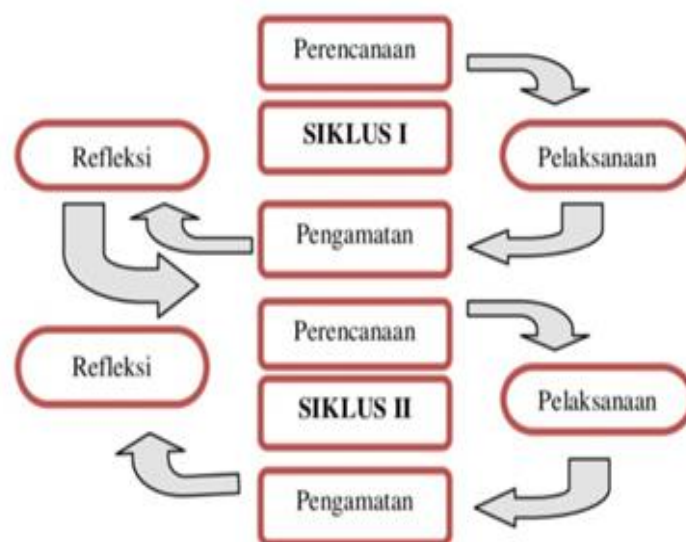 Perencanaan
SIKLUS I
Refleksi
Pelaksanaan
Pengamatan
Perencanaan
Refleksi
SIKLUS II
Pelaksanaan
Pengamatan